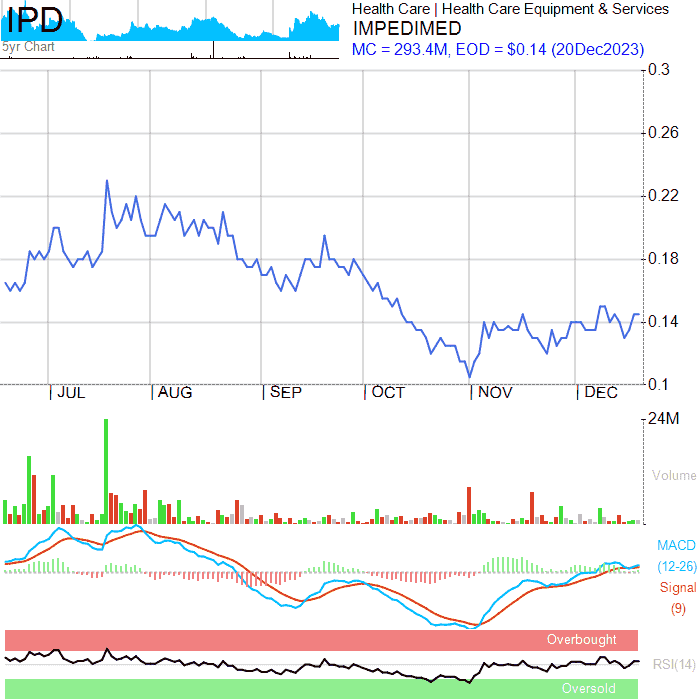 IPD
5yr Chart
Health Care | Health Care Equipment & Services
IMPEDIMED
MC = 293.4M, EOD = $0.14 (20Dec2023)
0.3
0.26
0.22
0.18
0.14
0.1
JUL
AUG
SEP
OCT
NOV
DEC
24M
Volume
MACD
(12-26)
Signal
(9)
Overbought
RSI(14)
Oversold